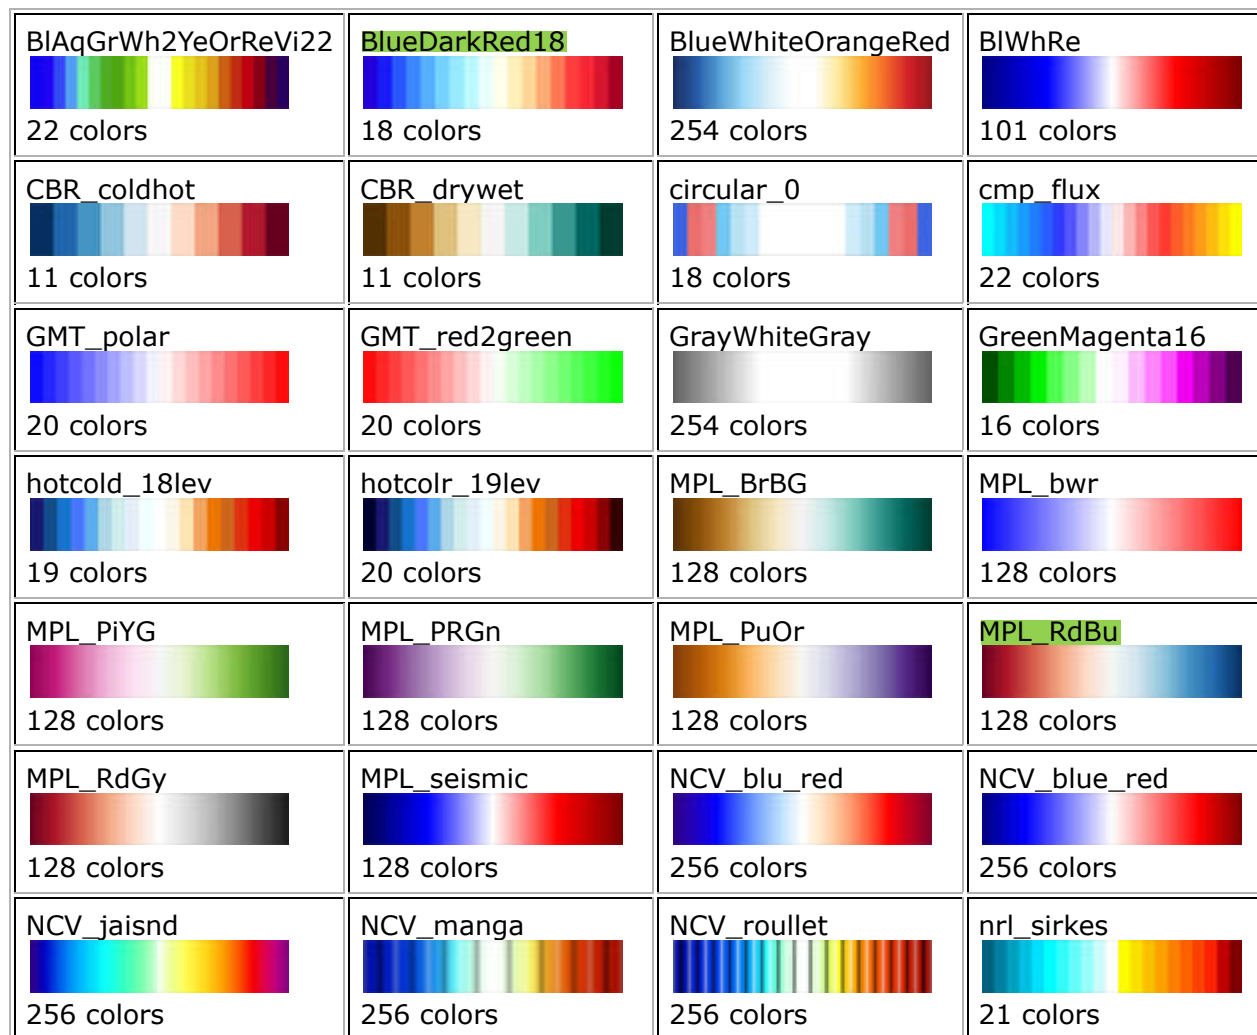 BlAqGrWh2YeOrReVi22
BlueDarkRed18
BlueWhiteOrangeRed
BlWhRe
22 colors
18 colors
254 colors
101 colors
CBR_coldhot
CBR_drywet
circular_0
cmp_flux
11 colors
11 colors
18 colors
22 colors
GMT_polar
GMT_red2green
GrayWhiteGray
GreenMagenta16
20 colors
20 colors
254 colors
16 colors
hotcold_18lev
hotcolr_19lev
MPL_BrBG
MPL_bwr
19 colors
20 colors
128 colors
128 colors
MPL_PiYG
MPL_PRGn
MPL_PuOr
MPL_RdBu
128 colors
128 colors
128 colors
128 colors
MPL_RdGy
MPL_seismic
NCV_blu_red
NCV_blue_red
128 colors
128 colors
256 colors
256 colors
NCV_jaisnd
NCV_manga
NCV_roullet
nrl_sirkes
256 colors
256 colors
256 colors
21 colors